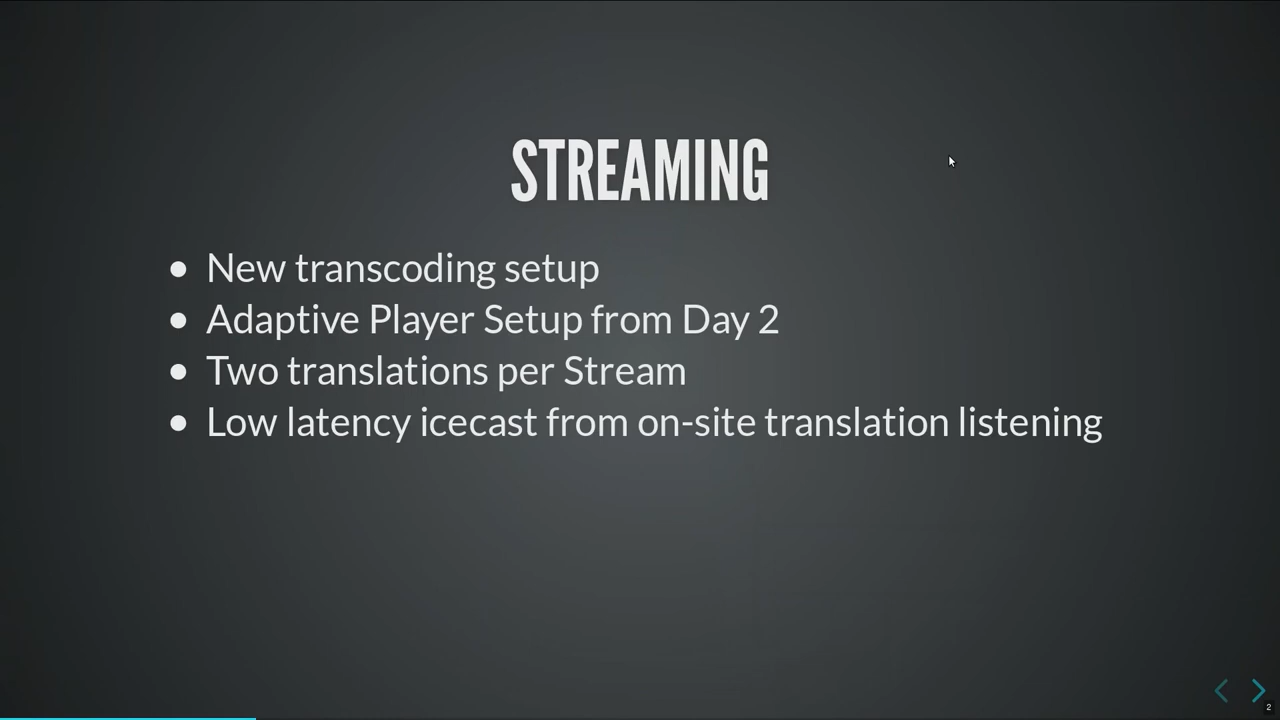 STREAMING
• New transcoding setup
• Adaptive Player Setup from Day 2
• Two translations per Stream
• Low latency icecast from on-site translation listening
2